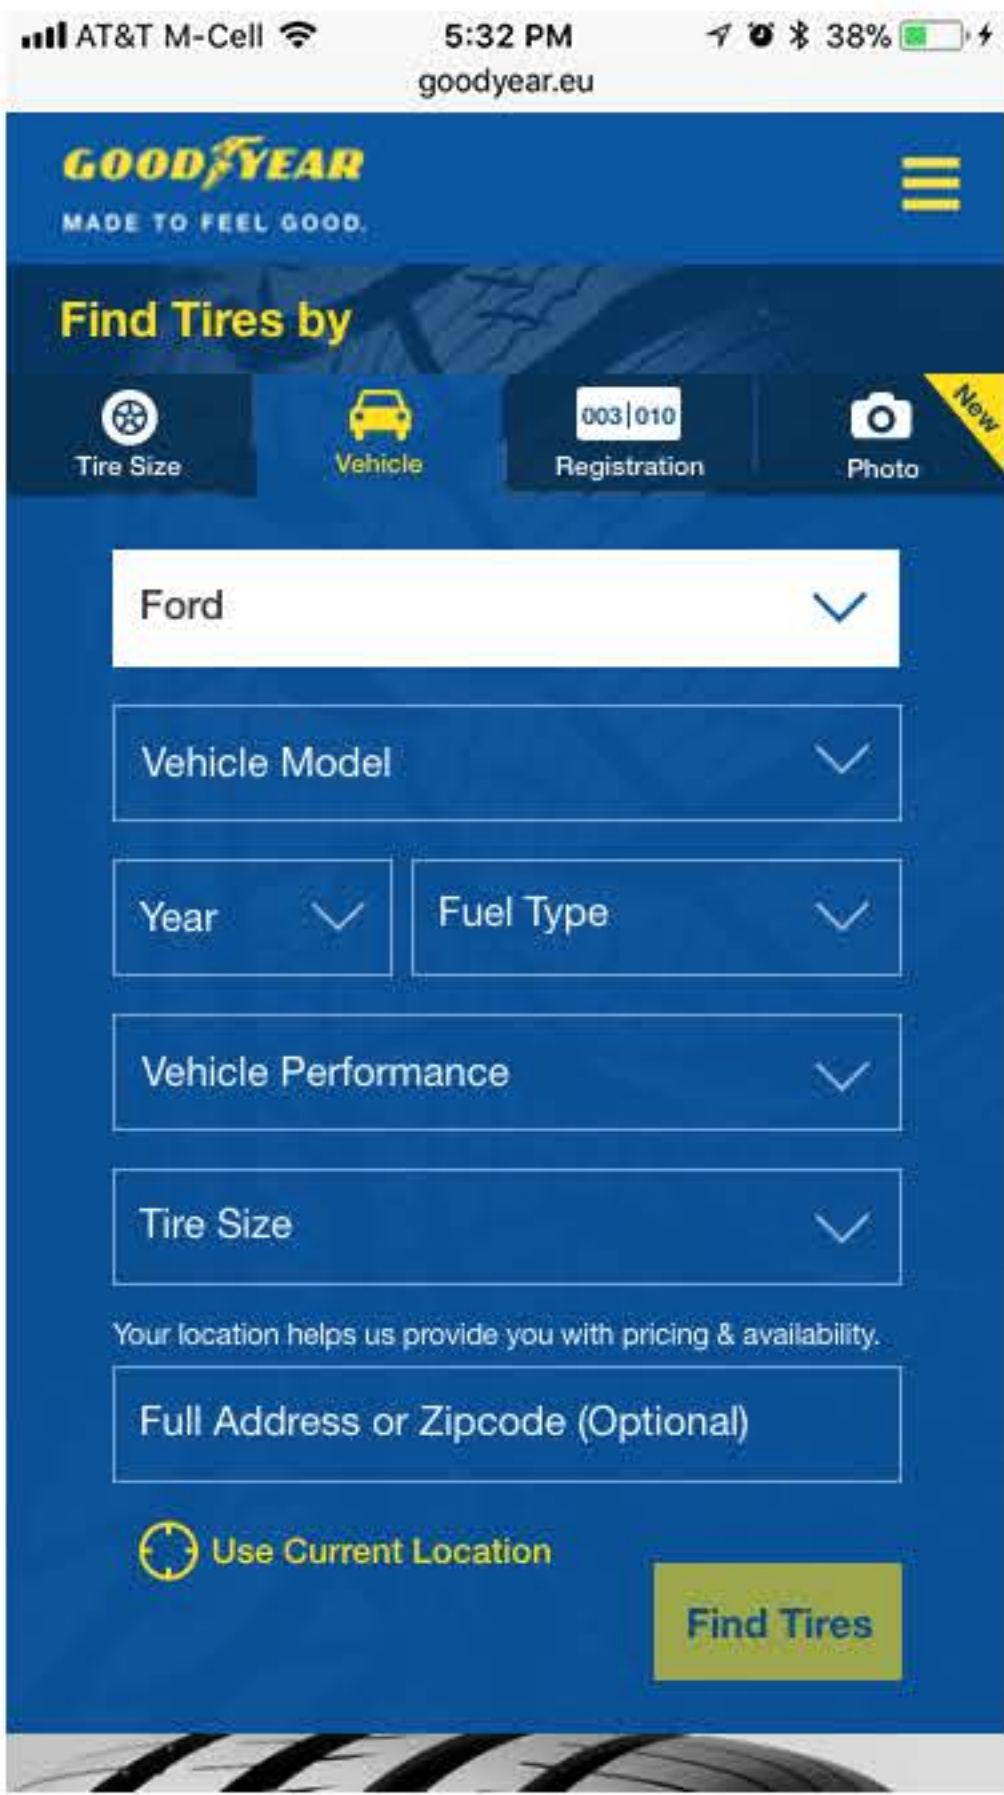 AT&T M-Cell 5:32 PM 38%
goodyear.eu
GOODYEAR
MADE TO FEEL GOOD.
Find Tires by
003|010
New
Tire Size Vehicle Registration Photo
Ford
Vehicle Model
Year Fuel Type
Vehicle Performance
Tire Size
Your location helps us provide you with pricing & availability.
Full Address or Zipcode (Optional)
Use Current Location
Find Tires